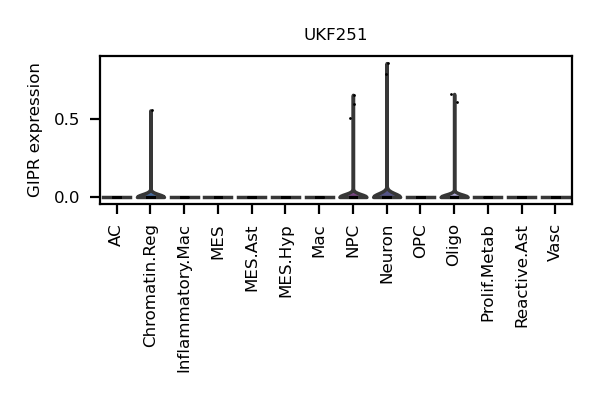 UKF251
GIPR expression
0.5
0.0
AC
Chromatin.Reg
Inflammatory.Mac
MES
MES.Ast
MES.Hyp
Mac
NPC
Neuron
OPC
Oligo
Prolif.Metab
Reactive.Ast
Vasc